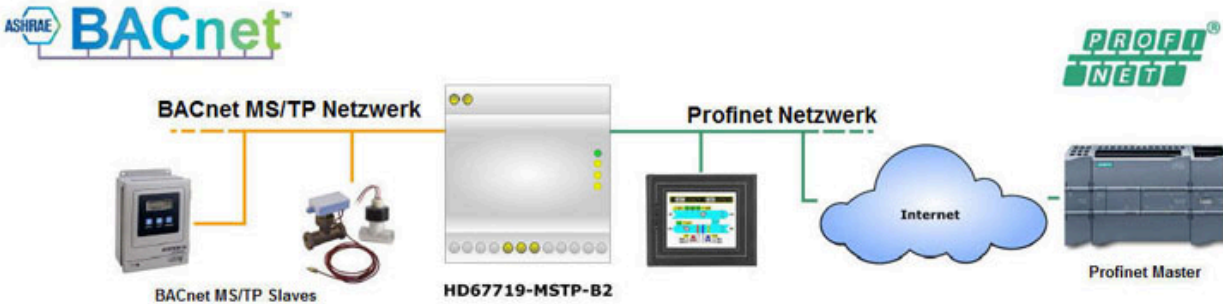 ASHRAE BACnet™
PROFI®
NET
BACnet MS/TP Netzwerk
Profinet Netzwerk
Internet
BACnet MS/TP Slaves
HD67719-MSTP-B2
Profinet Master